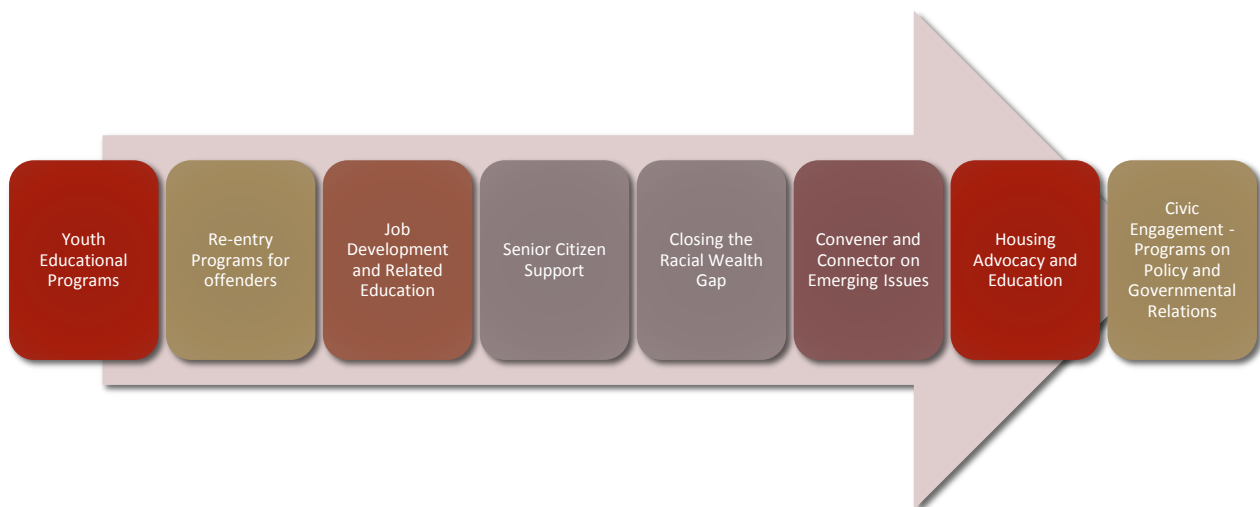 Youth
Educational
Programs
Re-entry
Programs for
offenders
Job
Development
and Related
Education
Senior Citizen
Support
Closing the
Racial Wealth
Gap
Convener and
Connector on
Emerging Issues
Housing
Advocacy and
Education
Civic
Engagement -
Programs on
Policy and
Governmental
Relations